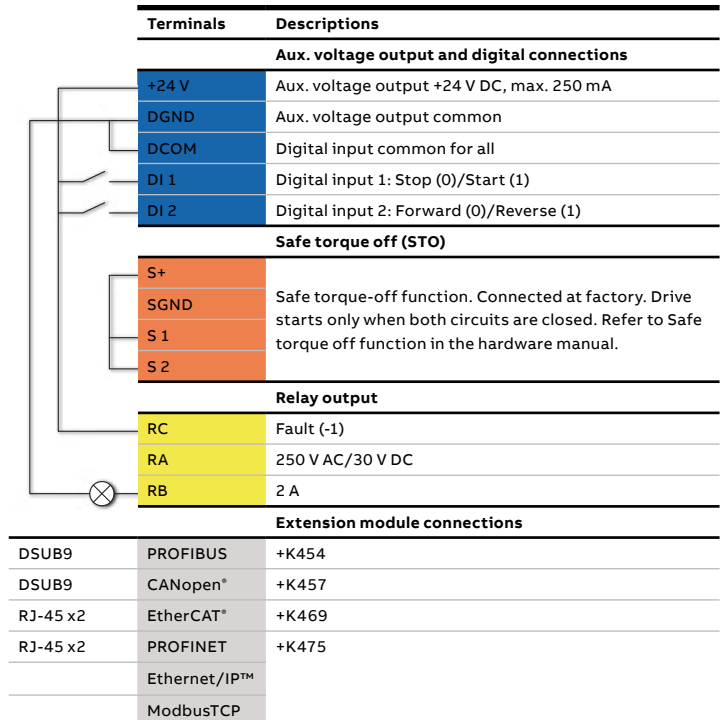 Terminals Descriptions
Aux. voltage output and digital connections
+24 V Aux. voltage output +24 V DC, max. 250 mA
DGND Aux. voltage output common
DCOM Digital input common for all
DI 1 Digital input 1: Stop (0)/Start (1)
DI 2 Digital input 2: Forward (0)/Reverse (1)
Safe torque off (STO)
S+
SGND
S 1
S 2
Safe torque-off function. Connected at factory. Drive
starts only when both circuits are closed. Refer to Safe
torque off function in the hardware manual.
Relay output
RC Fault (-1)
RA 250 V AC/30 V DC
RB 2 A
Extension module connections
DSUB9 PROFIBUS +K454
DSUB9 CANopen® +K457
RJ-45 x2 EtherCAT® +K469
RJ-45 x2 PROFINET +K475
Ethernet/IP™
ModbusTCP